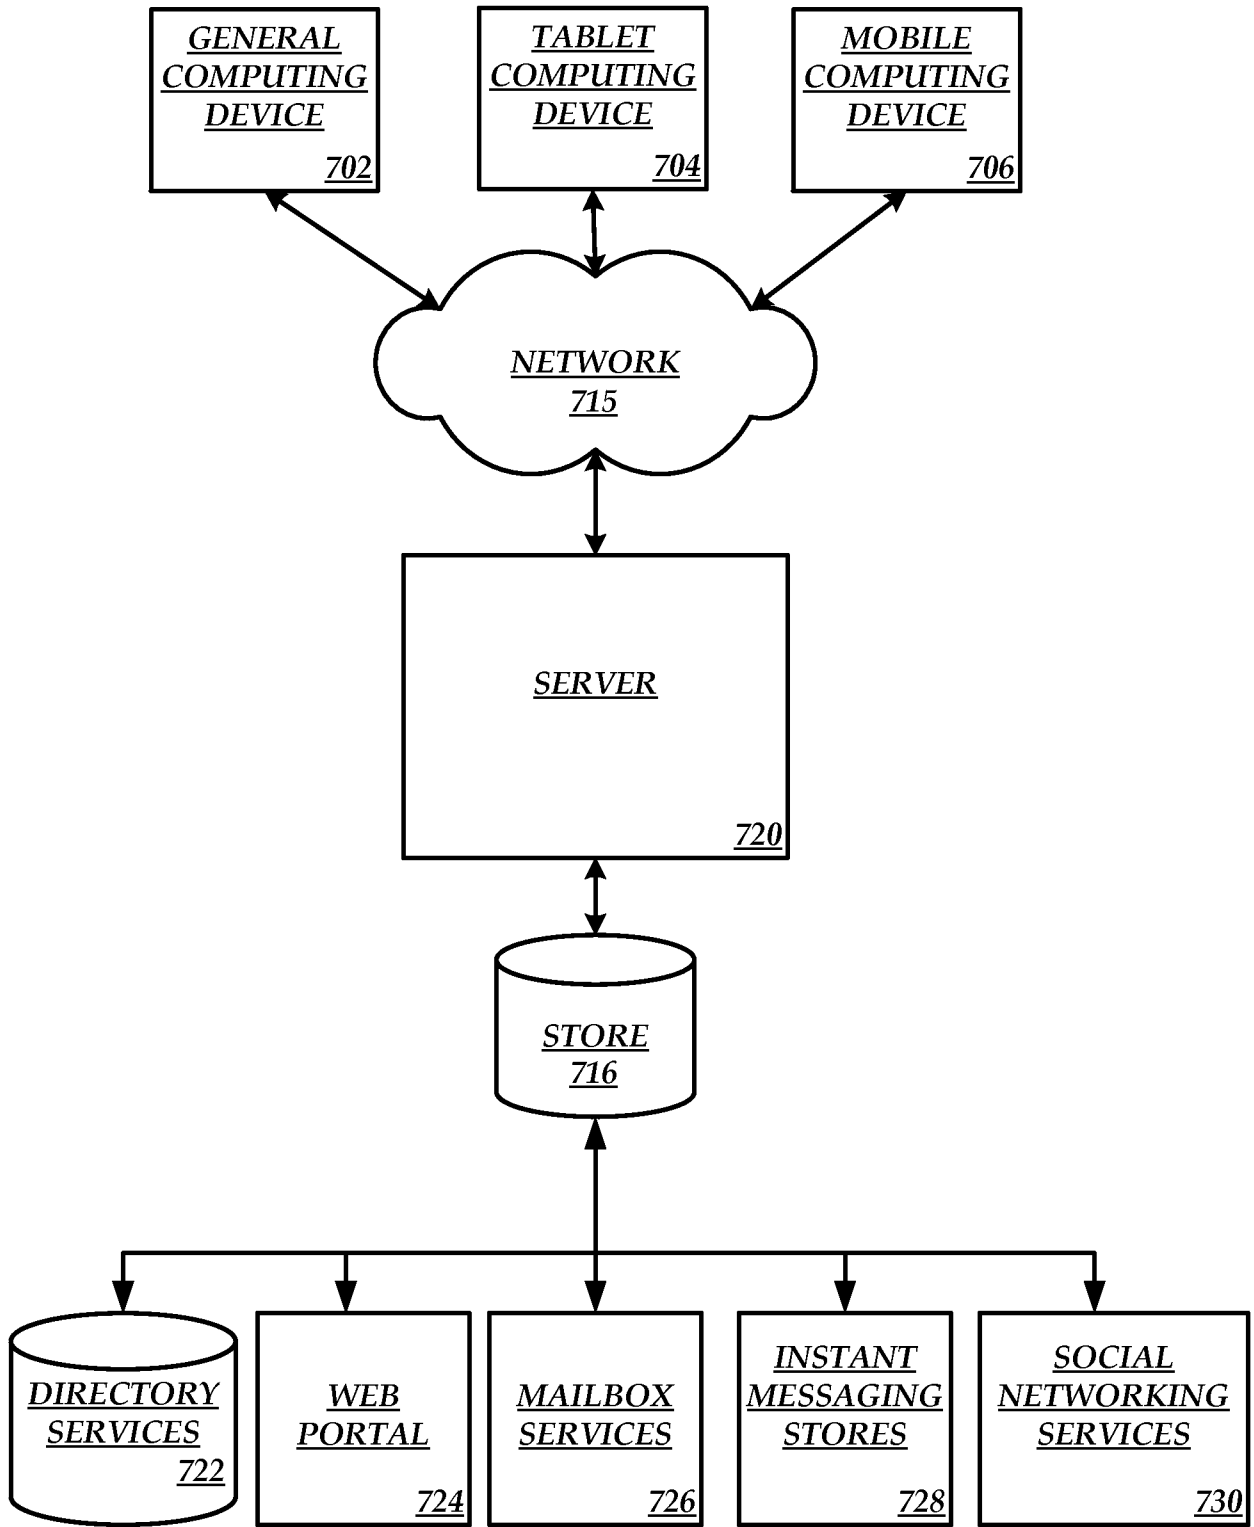 GENERAL
COMPUTING
DEVICE
702
TABLET
COMPUTING
DEVICE
704
MOBILE
COMPUTING
DEVICE
706
NETWORK
715
SERVER
720
STORE
716
DIRECTORY
SERVICES
722
WEB
PORTAL
724
MAILBOX
SERVICES
726
INSTANT
MESSAGING
STORES
728
SOCIAL
NETWORKING
SERVICES
730